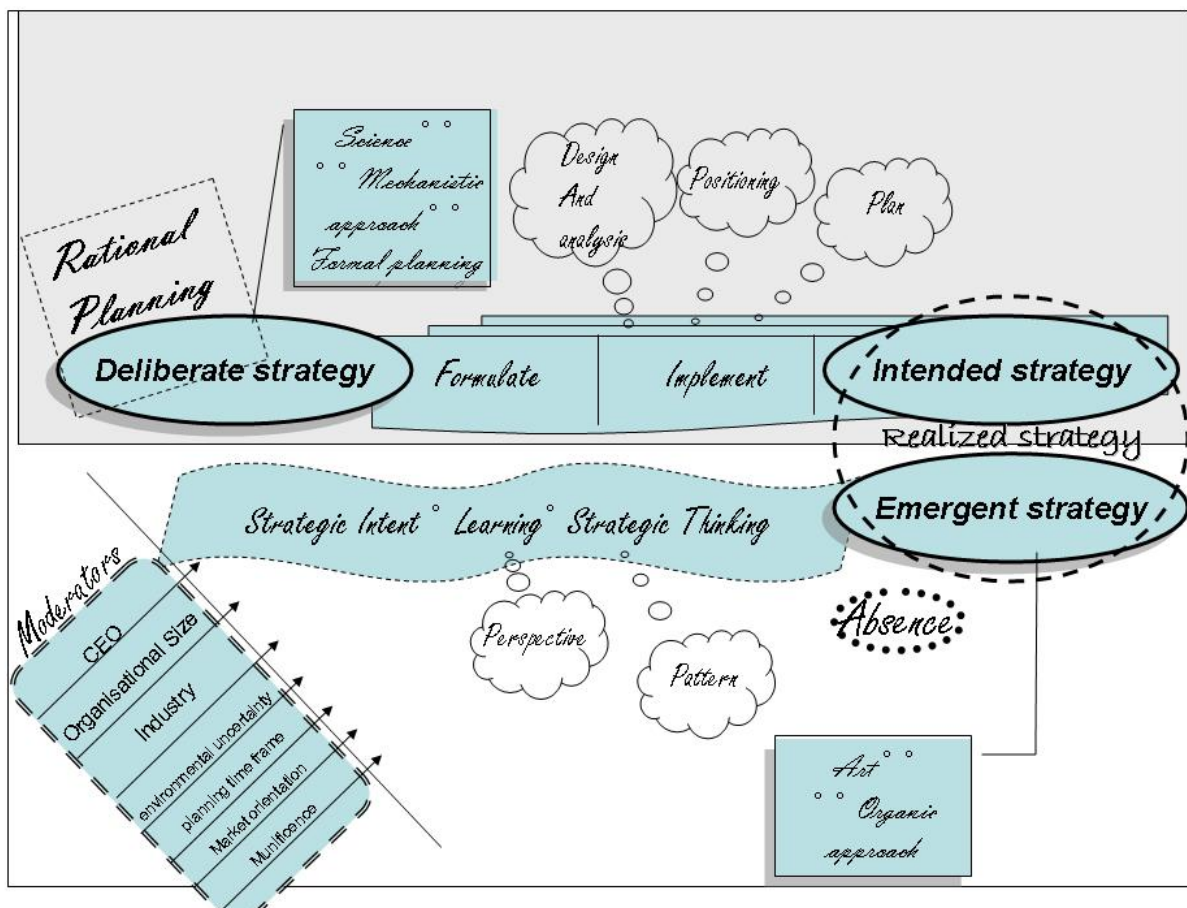 Science
Mechanistic
approach
Formal planning
Design
And
analysis
Positioning
Plan
Rational
Planning
Deliberate strategy
Formulate
Implement
Intended strategy
Realized strategy
Emergent strategy
Strategic Intent ° Learning ° Strategic Thinking
Absence
Perspective
Pattern
Moderators
CEO
Organisational Size
Industry
environmental uncertainty
planning time frame
Market orientation
Munificence
Art
Organic
approach